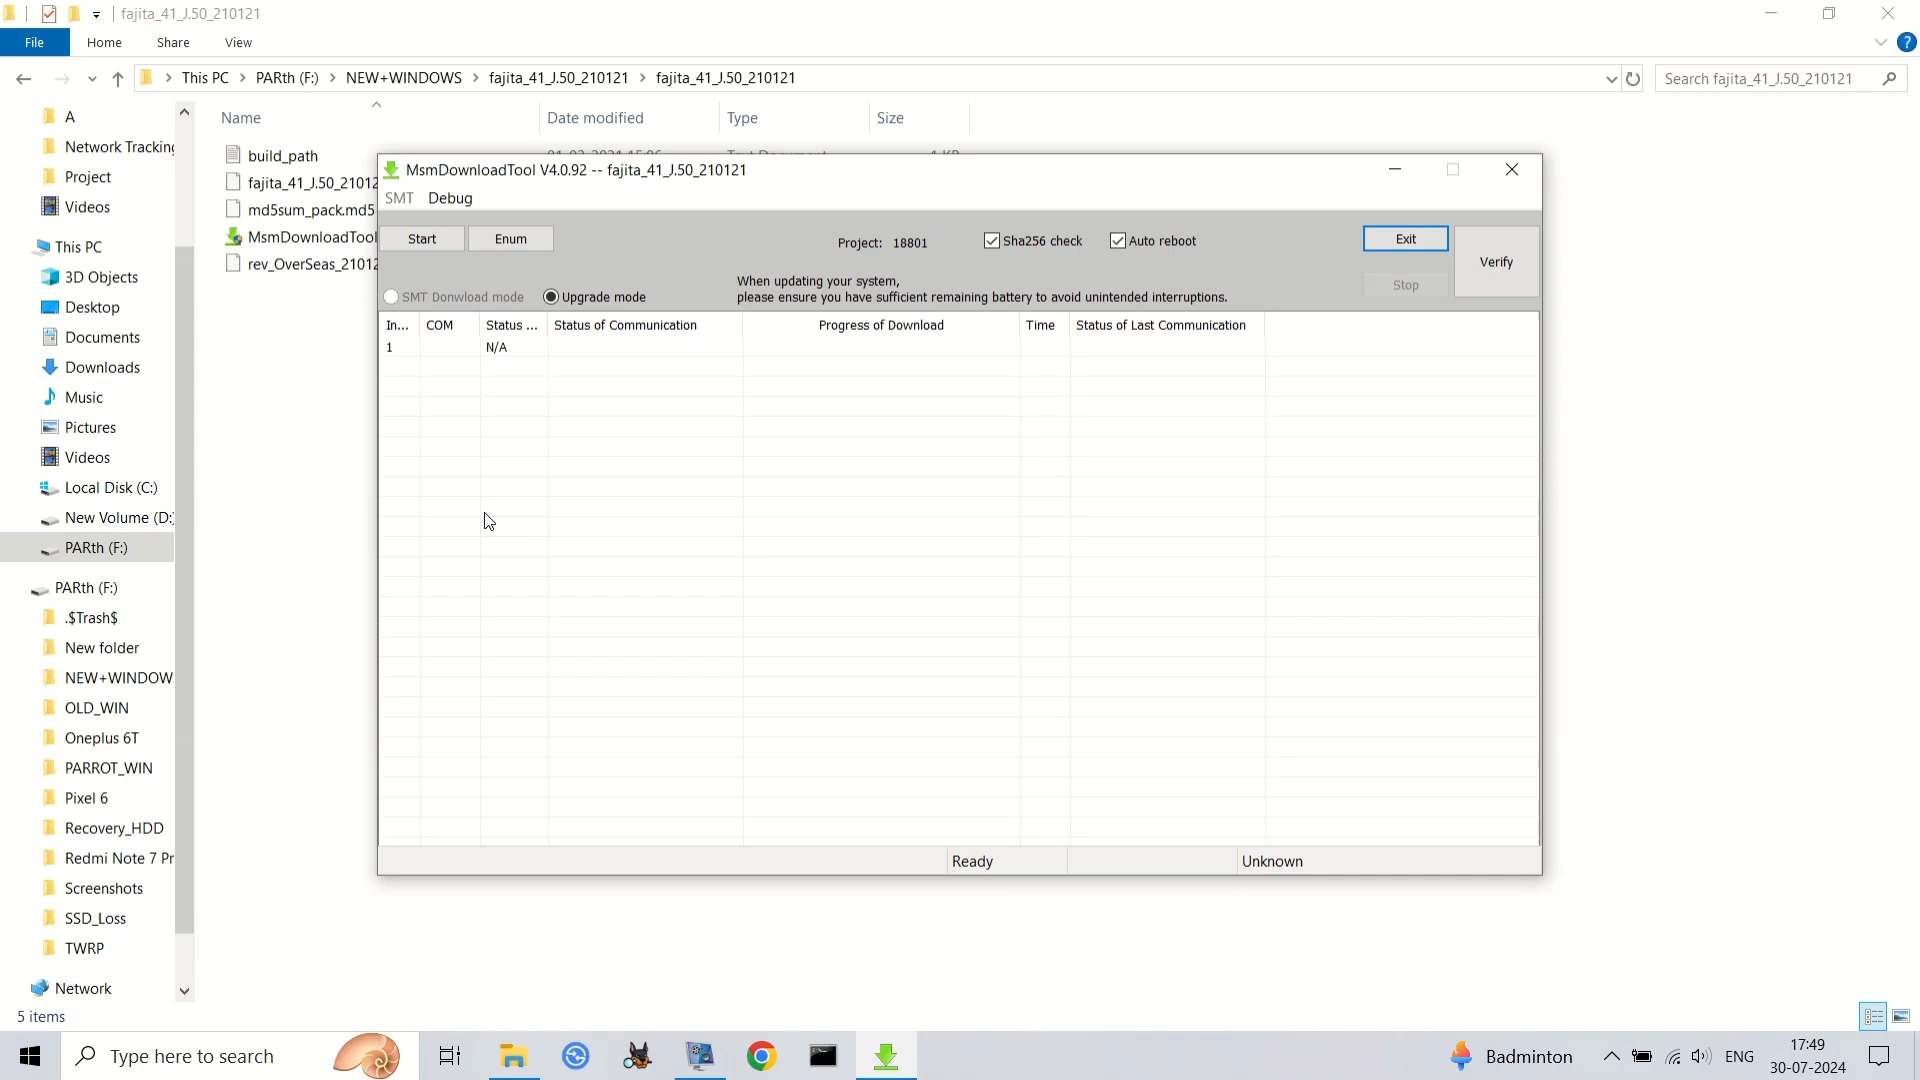 fajita_41_J.50_210121
File Home Share View
This PC > PARth (F:) > NEW+WINDOWS > fajita_41_J.50_210121 > fajita_41_J.50_210121
Search fajita_41_J.50_210121
A
Network Tracking
Project
Videos
This PC
3D Objects
Desktop
Documents
Downloads
Music
Pictures
Videos
Local Disk (C:)
New Volume (D:)
PARth (F:)
PARth (F:)
.$Trash$
New folder
NEW+WINDOW
OLD_WIN
Oneplus 6T
PARROT_WIN
Pixel 6
Recovery_HDD
Redmi Note 7 Pr
Screenshots
SSD_Loss
TWRP
Network
5 items
Name Date modified Type Size
build_path
fajita_41_J.50_21012
md5sum_pack.md5
MsmDownloadTool
rev_OverSeas_21012
MsmDownloadTool V4.0.92 -- fajita_41_J.50_210121
SMT Debug
Start Enum
Project: 18801
Sha256 check Auto reboot
Exit
Verify
Stop
SMT Donwload mode Upgrade mode
When updating your system,
please ensure you have sufficient remaining battery to avoid unintended interruptions.
In... COM Status ... Status of Communication Progress of Download Time Status of Last Communication
1 N/A
Ready Unknown
Type here to search
Badminton
ENG
17:49
30-07-2024